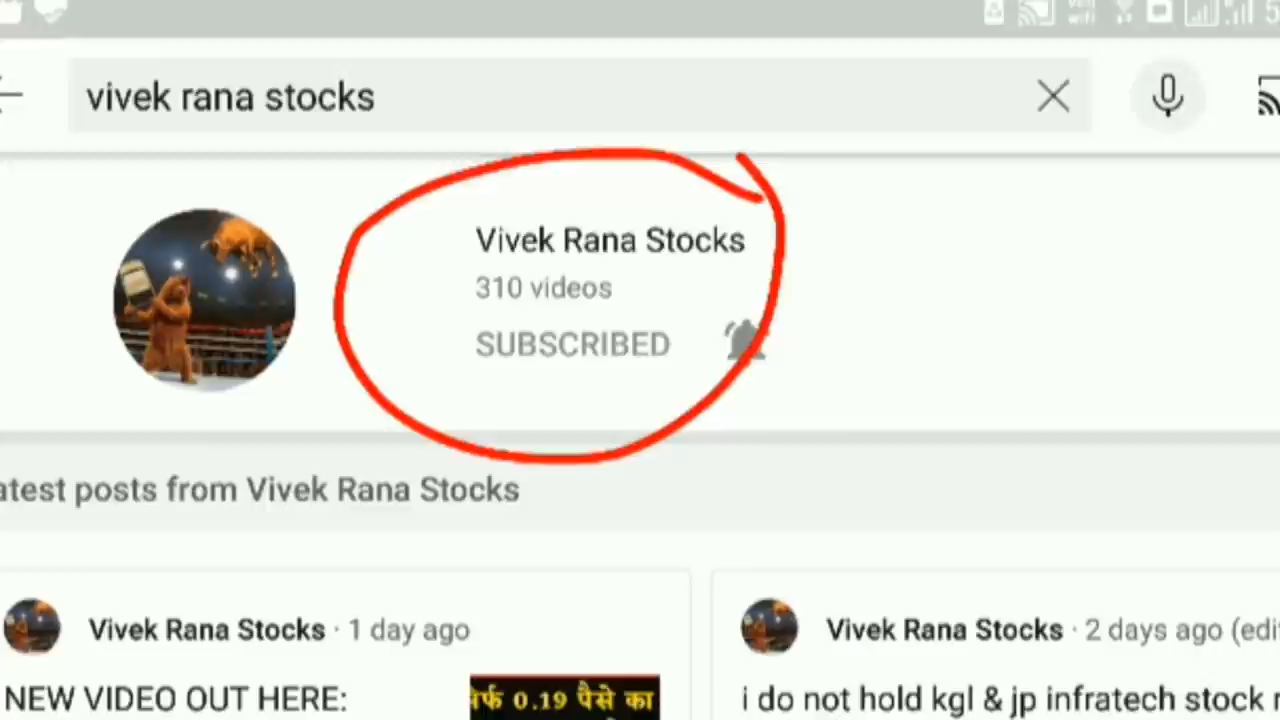 vivek rana stocks
Vivek Rana Stocks
310 videos
SUBSCRIBED
atest posts from Vivek Rana Stocks
Vivek Rana Stocks · 1 day ago
NEW VIDEO OUT HERE:
0.19 पैसे का
Vivek Rana Stocks · 2 days ago (edi
i do not hold kgl & jp infratech stock